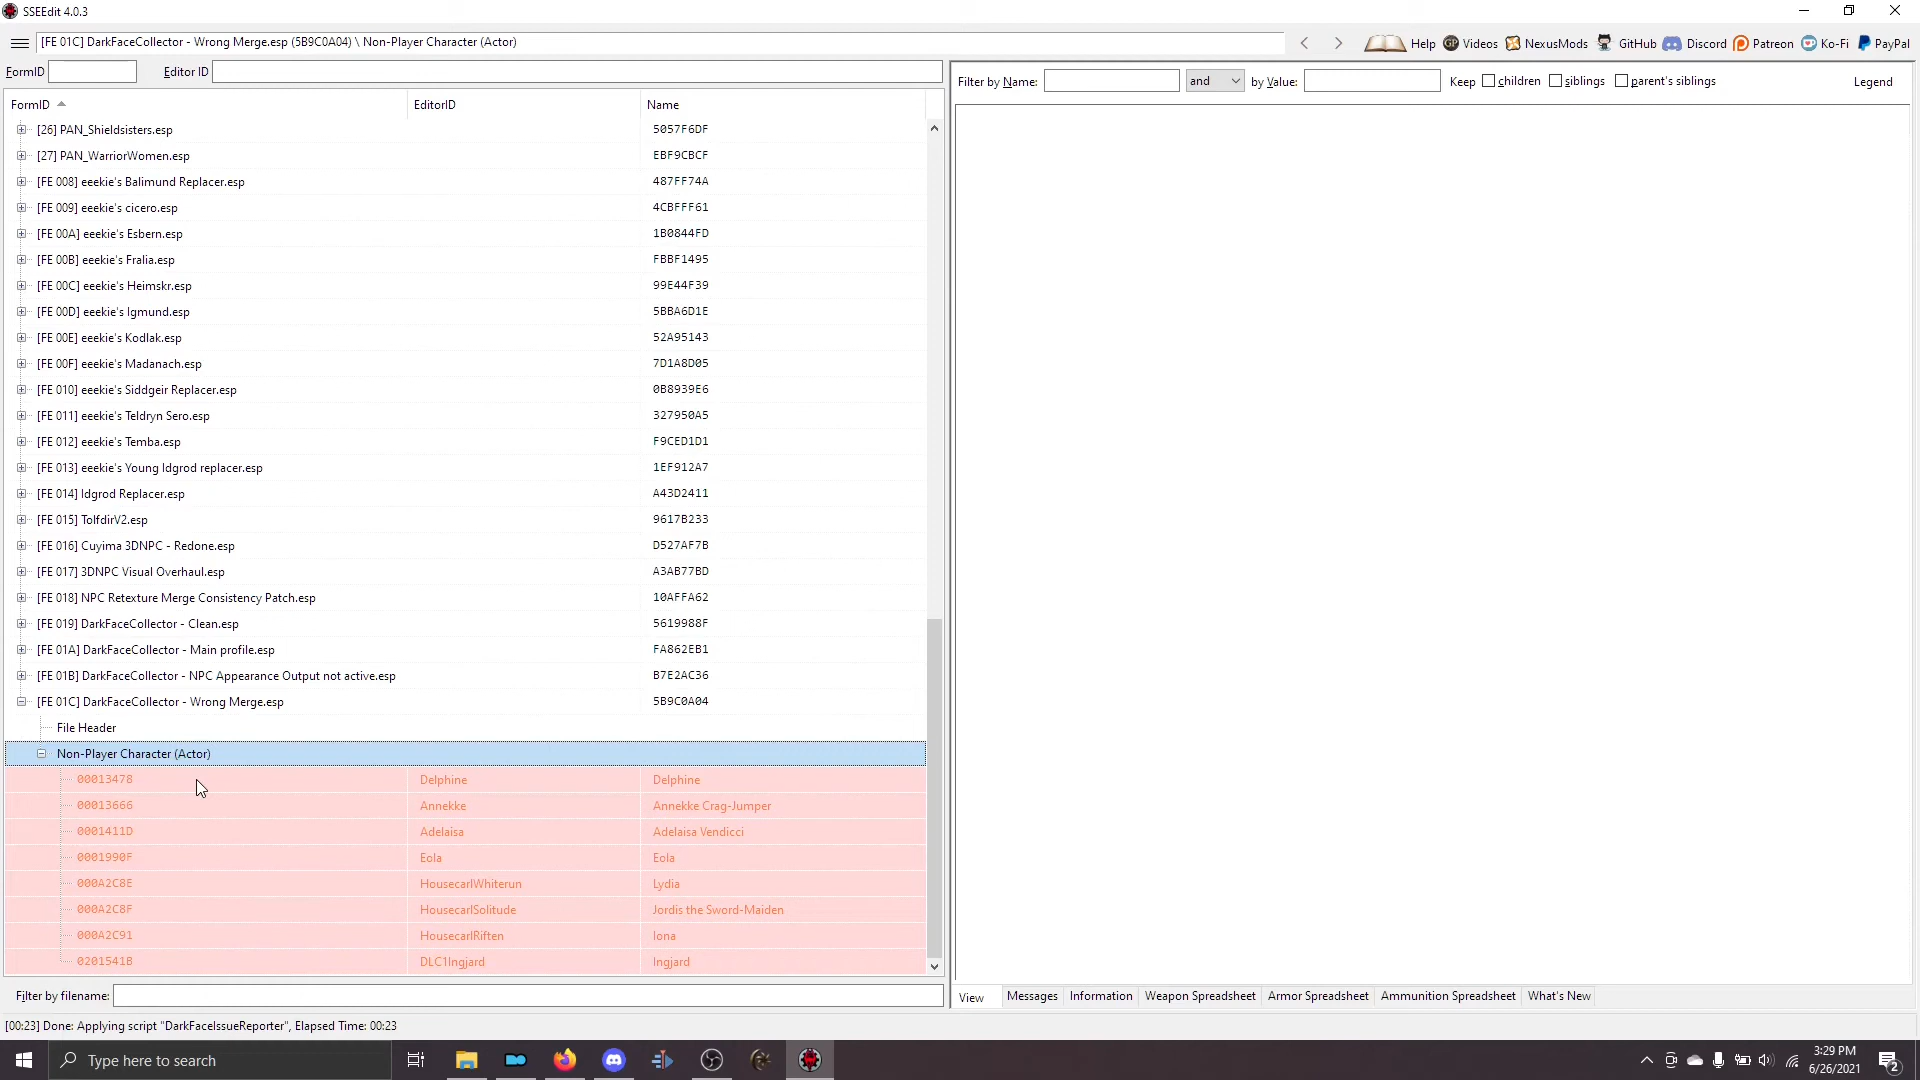 SSEEdit 4.0.3
[FE 01C] DarkFaceCollector - Wrong Merge.esp (5B9C0A04) \ Non-Player Character (Actor)
Help Videos NexusMods GitHub Discord Patreon Ko-Fi PayPal
FormID Editor ID
Filter by Name: and by Value: Keep children siblings parent's siblings Legend
FormID EditorID Name
[26] PAN_Shieldsisters.esp 5057F6DF
[27] PAN_WarriorWomen.esp EBF9CBCF
[FE 008] eeekie's Balimund Replacer.esp 487FF74A
[FE 009] eeekie's cicero.esp 4CBFFF61
[FE 00A] eeekie's Esbern.esp 1B0844FD
[FE 00B] eeekie's Fralia.esp FBBF1495
[FE 00C] eeekie's Heimskr.esp 99E44F39
[FE 00D] eeekie's Igmund.esp 5BBA6D1E
[FE 00E] eeekie's Kodlak.esp 52A95143
[FE 00F] eeekie's Madanach.esp 7D1A8D05
[FE 010] eeekie's Siddgeir Replacer.esp 0B8939E6
[FE 011] eeekie's Teldryn Sero.esp 327950A5
[FE 012] eeekie's Temba.esp F9CED1D1
[FE 013] eeekie's Young Idgrod replacer.esp 1EF912A7
[FE 014] Idgrod Replacer.esp A43D2411
[FE 015] TolfdirV2.esp 9617B233
[FE 016] Cuyima 3DNPC - Redone.esp D527AF7B
[FE 017] 3DNPC Visual Overhaul.esp A3AB77BD
[FE 018] NPC Retexture Merge Consistency Patch.esp 10AFFA62
[FE 019] DarkFaceCollector - Clean.esp 5619988F
[FE 01A] DarkFaceCollector - Main profile.esp FA862EB1
[FE 01B] DarkFaceCollector - NPC Appearance Output not active.esp B7E2AC36
[FE 01C] DarkFaceCollector - Wrong Merge.esp 5B9C0A04
File Header
Non-Player Character (Actor)
00013478 Delphine Delphine
00013666 Annekke Annekke Crag-Jumper
0001411D Adelaisa Adelaisa Vendicci
0001990F Eola Eola
000A2C8E HousecarlWhiterun Lydia
000A2C8F HousecarlSolitude Jordis the Sword-Maiden
000A2C91 HousecarlRiften Iona
0201541B DLC1Ingjard Ingjard
Filter by filename:
View Messages Information Weapon Spreadsheet Armor Spreadsheet Ammunition Spreadsheet What's New
[00:23] Done: Applying script "DarkFaceIssueReporter", Elapsed Time: 00:23
Type here to search
3:29 PM
6/26/2021
2